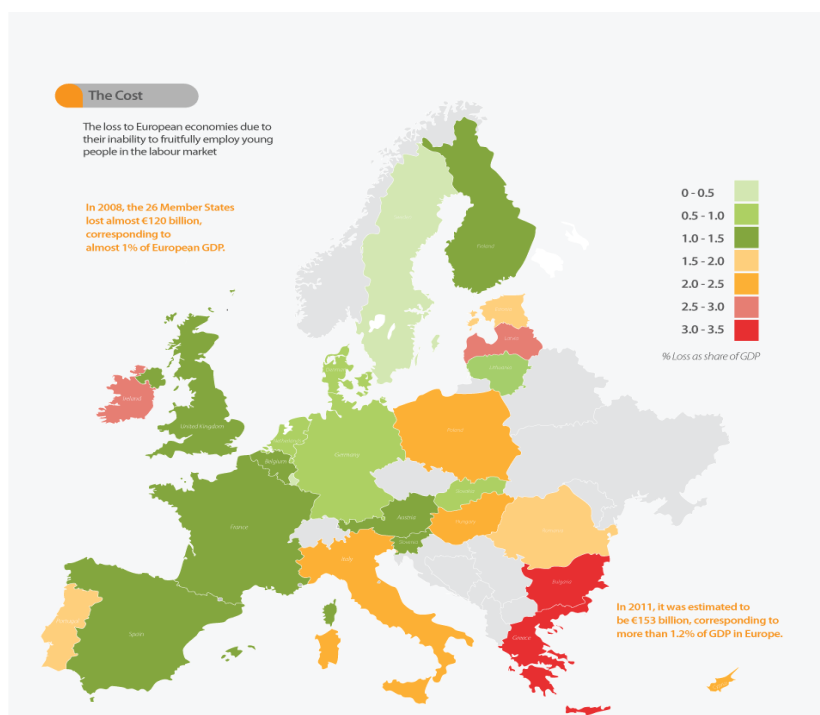 The Cost
The loss to European economies due to
their inability to fruitfully employ young
people in the labour market
In 2008, the 26 Member States
lost almost €120 billion,
corresponding to
almost 1% of European GDP.
0 - 0.5
0.5 - 1.0
1.0 - 1.5
1.5 - 2.0
2.0 - 2.5
2.5 - 3.0
3.0 - 3.5
% Loss as share of GDP
Finland
Ireland
United Kingdom
Belgium
Germany
Poland
France
Austria
Hungary
Italy
Bulgaria
Portugal
Spain
Greece
In 2011, it was estimated to
be €153 billion, corresponding to
more than 1.2% of GDP in Europe.